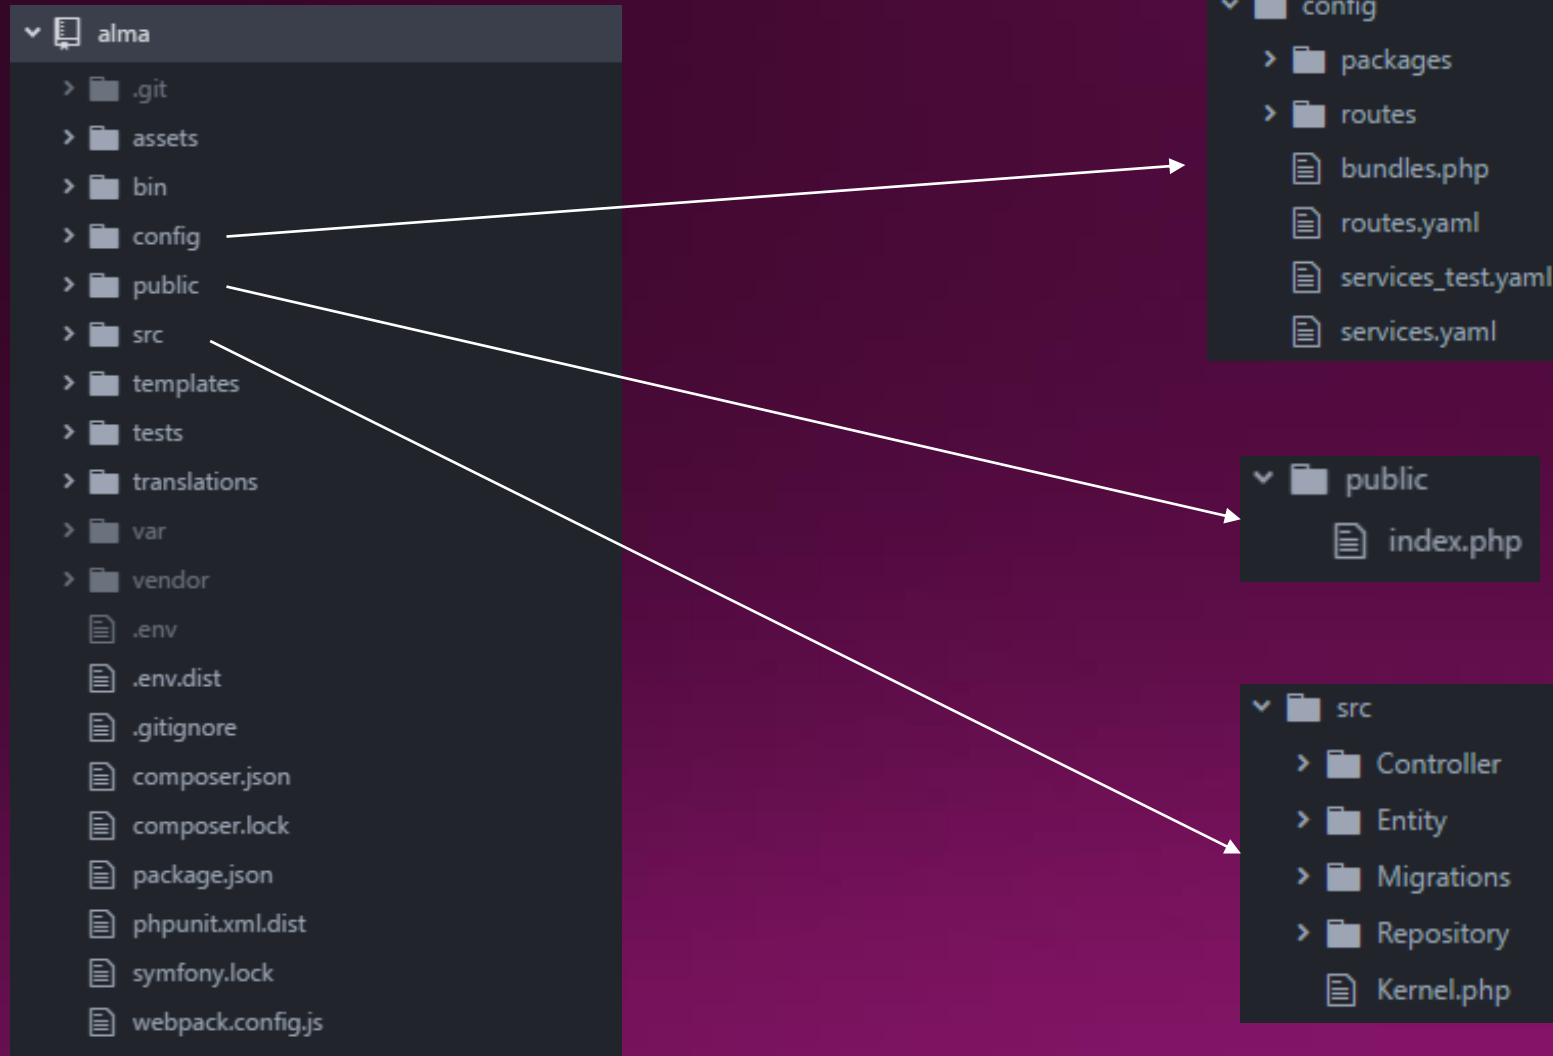 alma
.git
assets
bin
config
public
src
templates
tests
translations
var
vendor
.env
.env.dist
.gitignore
composer.json
composer.lock
package.json
phpunit.xml.dist
symfony.lock
webpack.config.js
config
packages
routes
bundles.php
routes.yaml
services_test.yaml
services.yaml
public
index.php
src
Controller
Entity
Migrations
Repository
Kernel.php